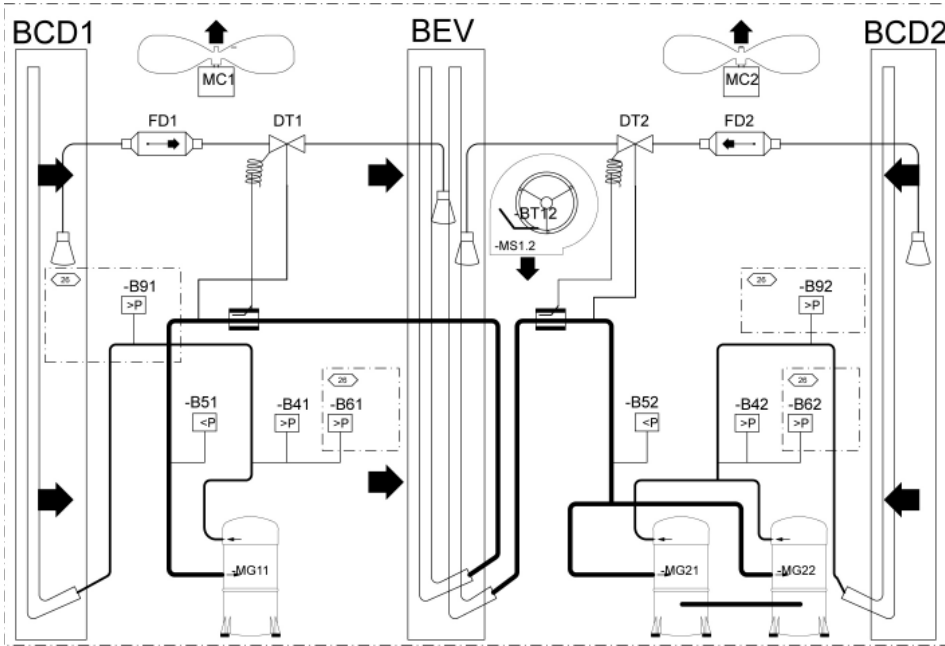 BCD1
BEV
BCD2
MC1
MC2
FD1
DT1
DT2
FD2
-BT12
-MS1.2
26
-B91
>P
26
-B92
>P
26
-B51
<P
-B41
>P
-B61
>P
-B52
<P
-B42
>P
26
-B62
>P
-MG11
-MG21
-MG22